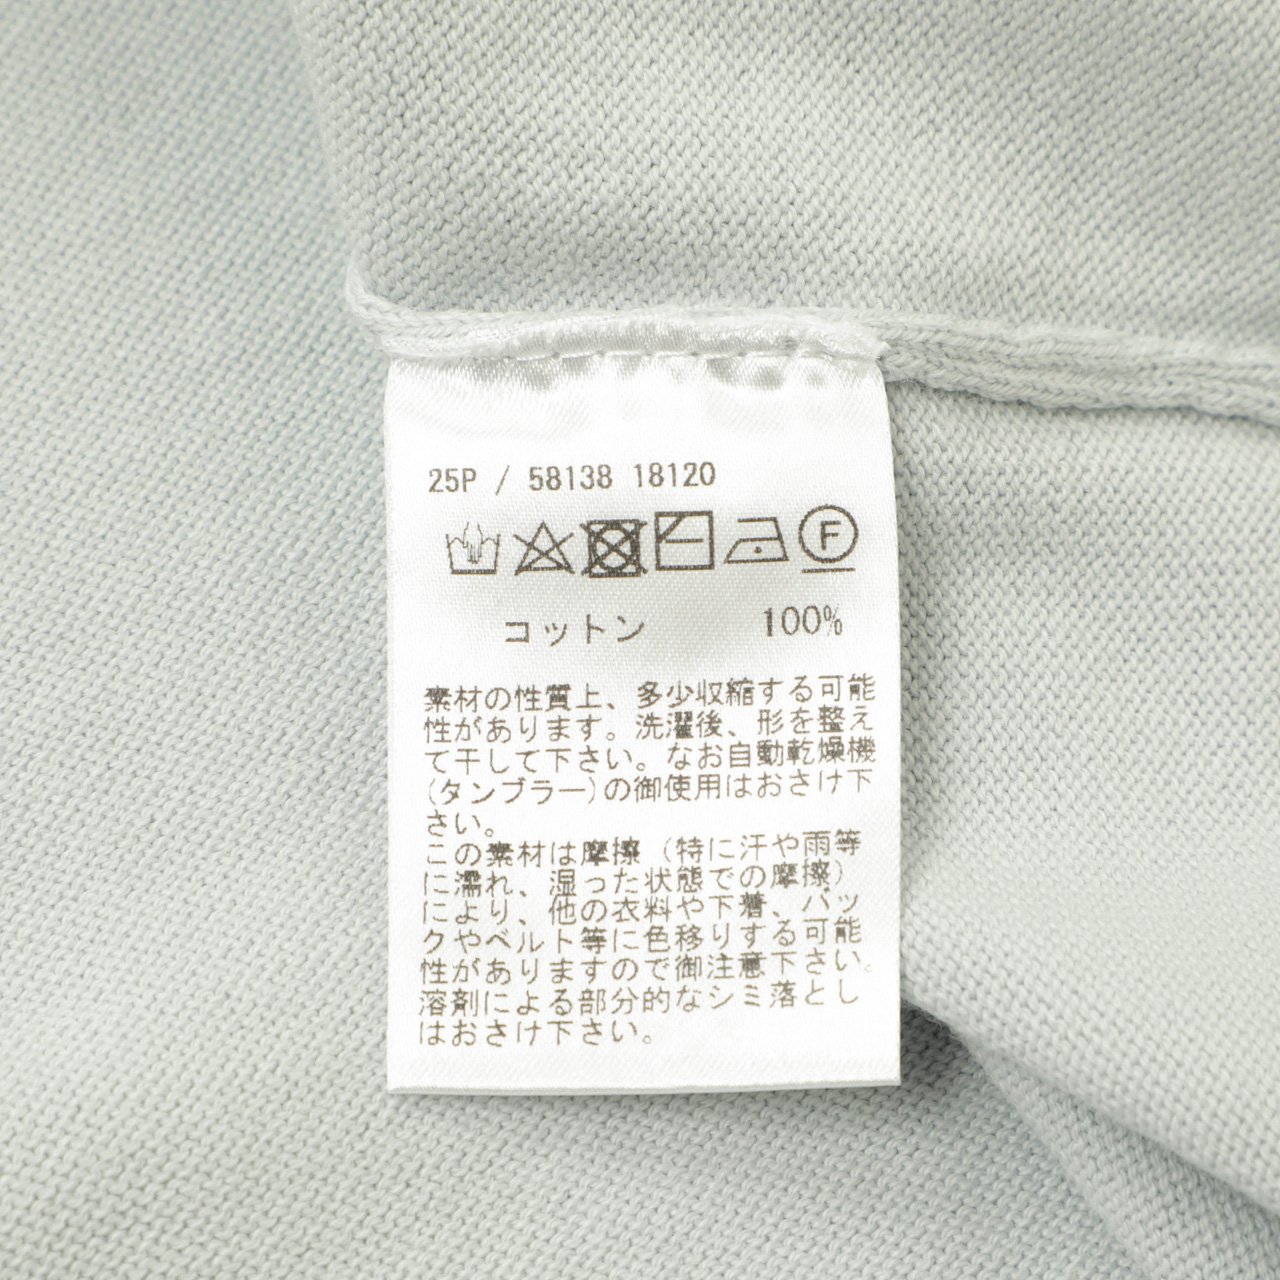 25P / 58138 18120
F
コットン 100%
素材の性質上、多少収縮する可能
性があります。洗濯後、形を整え
て干して下さい。なお自動乾燥機
(タンブラー)の御使用はおさけ下
さい。
この素材は摩擦（特に汗や雨等
に濡れ、湿った状態での摩擦）
により、他の衣料や下着、バッ
クやベルト等に色移りする可能
性がありますので御注意下さい。
溶剤による部分的なシミ落とし
はおさけ下さい。